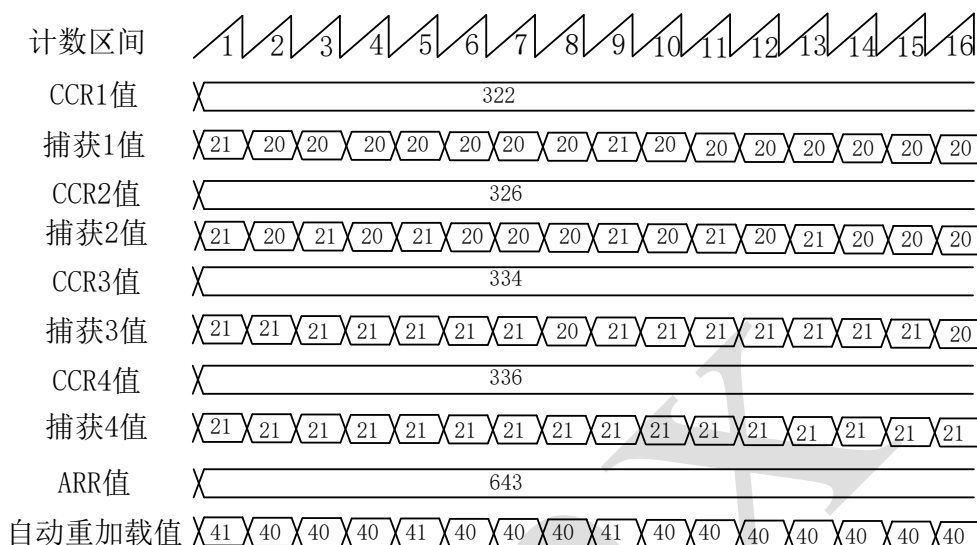 计数区间 1 2 3 4 5 6 7 8 9 10 11 12 13 14 15 16
CCR1值 322
捕获1值 21 20 20 20 20 20 20 20 21 20 20 20 20 20 20 20
CCR2值 326
捕获2值 21 20 21 20 21 20 20 20 21 20 21 20 21 20 20 20
CCR3值 334
捕获3值 21 21 21 21 21 21 21 20 21 21 21 21 21 21 21 20
CCR4值 336
捕获4值 21 21 21 21 21 21 21 21 21 21 21 21 21 21 21 21
ARR值 643
自动重加载值 41 40 40 40 41 40 40 40 41 40 40 40 40 40 40 40